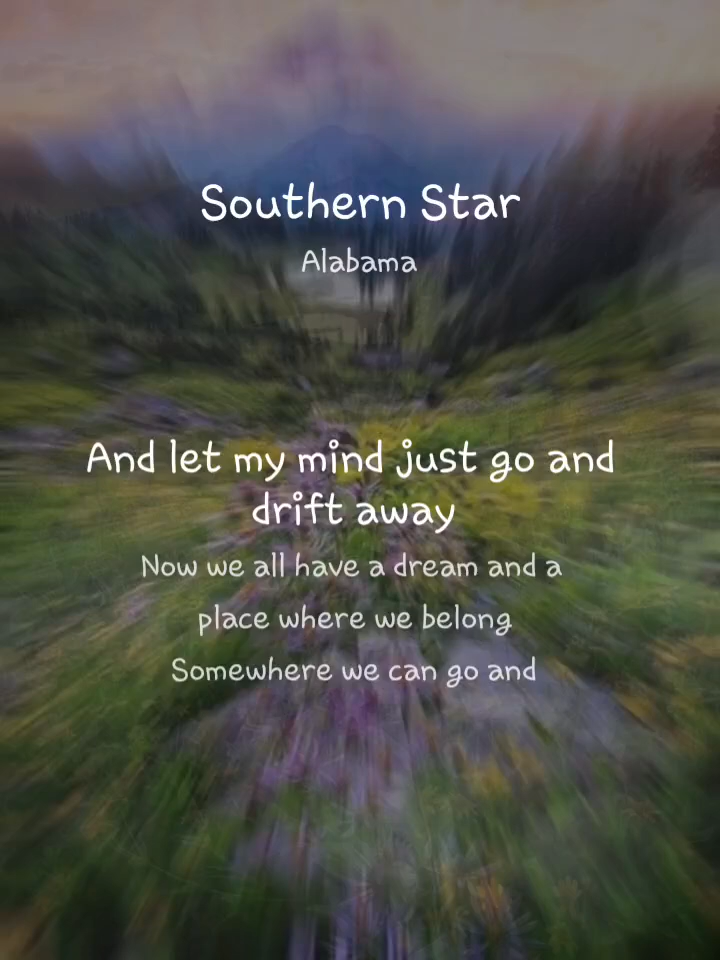 Southern Star
Alabama
And let my mind just go and
drift away
Now we all have a dream and a
place where we belong
Somewhere we can go and